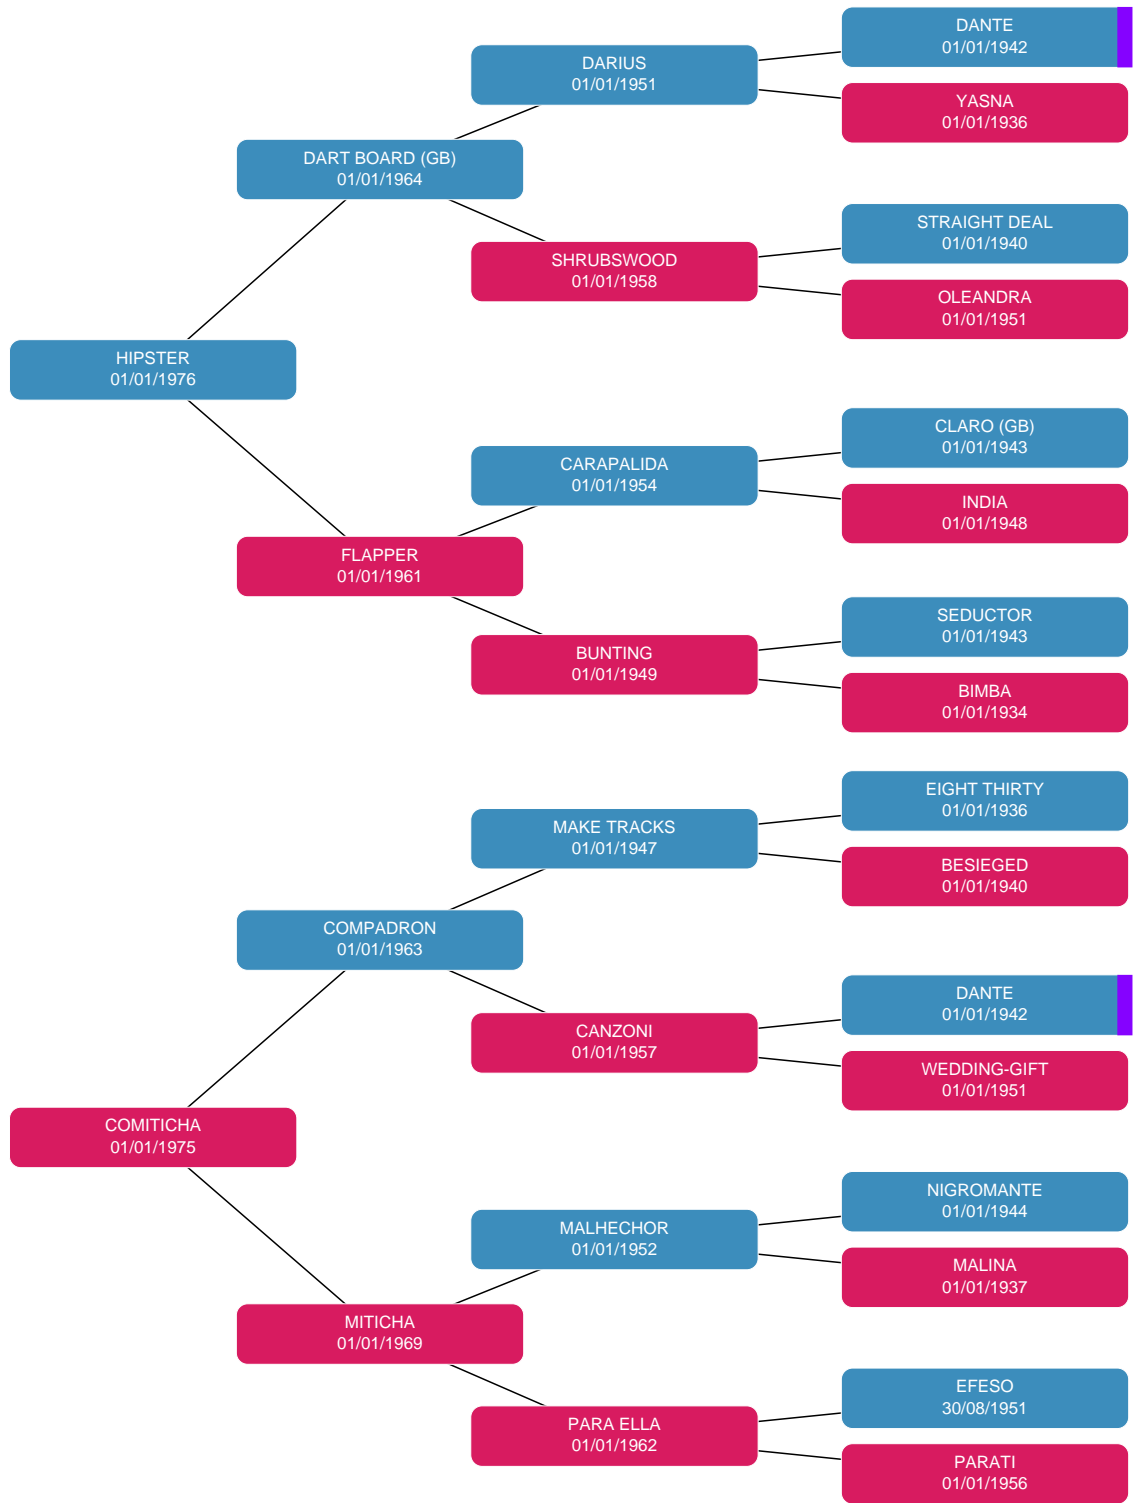 DANTE
01/01/1942
DARIUS
01/01/1951
YASNA
01/01/1936
DART BOARD (GB)
01/01/1964
STRAIGHT DEAL
01/01/1940
SHRUBSWOOD
01/01/1958
OLEANDRA
01/01/1951
HIPSTER
01/01/1976
CLARO (GB)
01/01/1943
CARAPALIDA
01/01/1954
INDIA
01/01/1948
FLAPPER
01/01/1961
SEDUCTOR
01/01/1943
BUNTING
01/01/1949
BIMBA
01/01/1934
EIGHT THIRTY
01/01/1936
MAKE TRACKS
01/01/1947
BESIEGED
01/01/1940
COMPADRON
01/01/1963
DANTE
01/01/1942
CANZONI
01/01/1957
WEDDING-GIFT
01/01/1951
COMITICHA
01/01/1975
NIGROMANTE
01/01/1944
MALHECHOR
01/01/1952
MALINA
01/01/1937
MITICHA
01/01/1969
EFESO
30/08/1951
PARA ELLA
01/01/1962
PARATI
01/01/1956